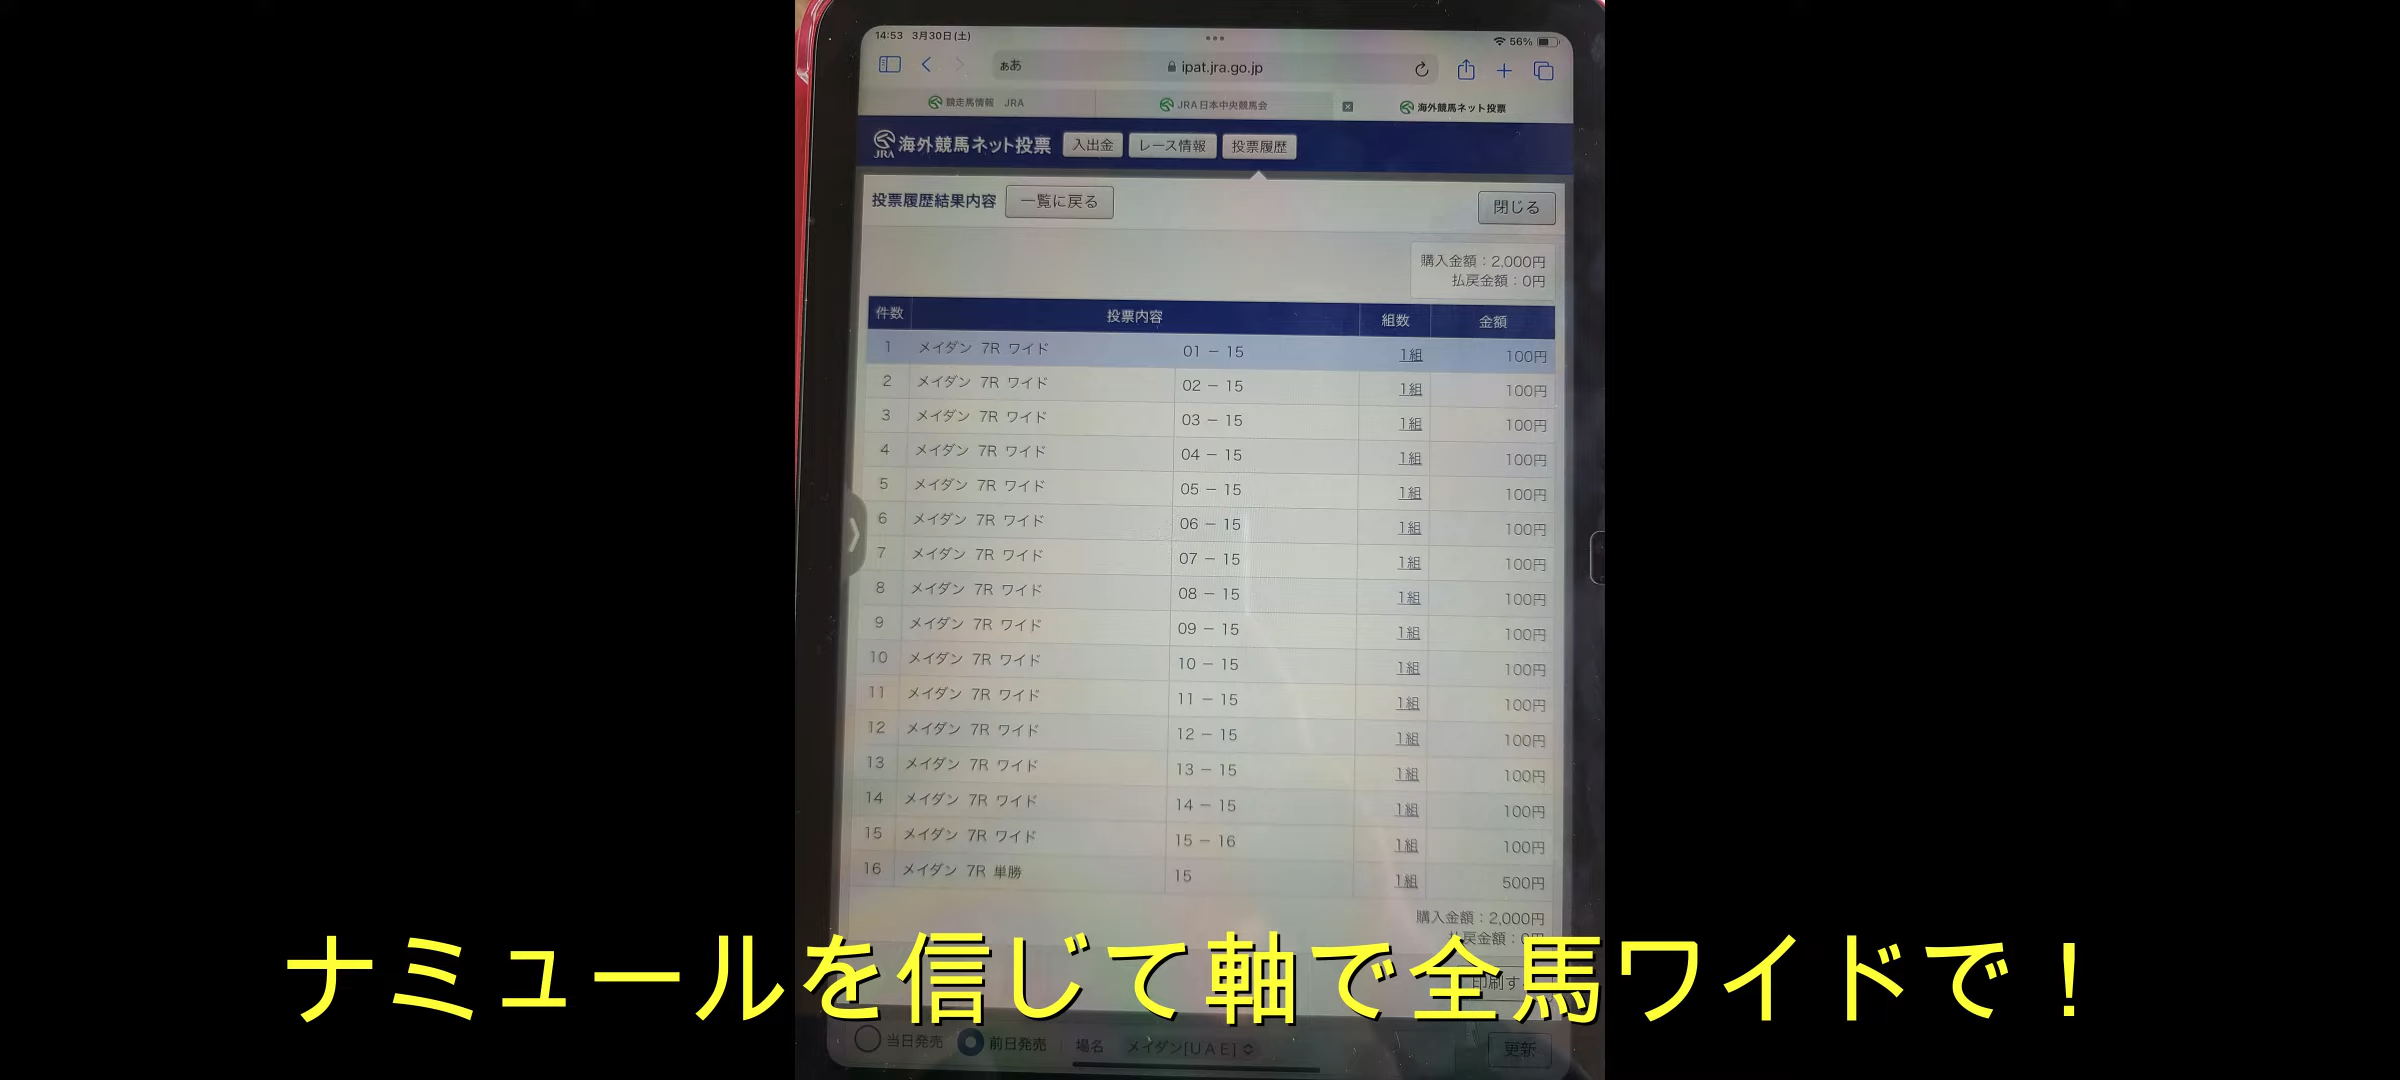 14:53 3月30日(土)
56%
ぁあ
ipat.jra.go.jp
競走馬情報 JRA
JRA日本中央競馬会
海外競馬ネット投票
JRA 海外競馬ネット投票 入出金 レース情報 投票履歴
投票履歴結果内容 一覧に戻る 閉じる
購入金額：2,000円
払戻金額：0円
件数 投票内容 組数 金額
1 メイダン 7R ワイド 01 － 15 1組 100円
2 メイダン 7R ワイド 02 － 15 1組 100円
3 メイダン 7R ワイド 03 － 15 1組 100円
4 メイダン 7R ワイド 04 － 15 1組 100円
5 メイダン 7R ワイド 05 － 15 1組 100円
6 メイダン 7R ワイド 06 － 15 1組 100円
7 メイダン 7R ワイド 07 － 15 1組 100円
8 メイダン 7R ワイド 08 － 15 1組 100円
9 メイダン 7R ワイド 09 － 15 1組 100円
10 メイダン 7R ワイド 10 － 15 1組 100円
11 メイダン 7R ワイド 11 － 15 1組 100円
12 メイダン 7R ワイド 12 － 15 1組 100円
13 メイダン 7R ワイド 13 － 15 1組 100円
14 メイダン 7R ワイド 14 － 15 1組 100円
15 メイダン 7R ワイド 15 － 16 1組 100円
16 メイダン 7R 単勝 15 1組 500円
購入金額：2,000円
戻金額：0円
印刷す
ナミュールを信じて軸で全馬ワイドで！
当日発売 前日発売 場名 メイダン[UAE] 更新